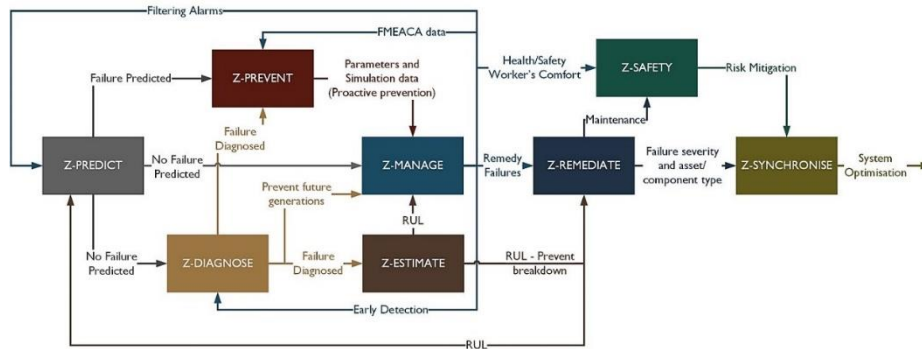 Filtering Alarms
FMEACA data
Failure Predicted
Z-PREVENT
Parameters and
Simulation data
(Proactive prevention)
Health/Safety
Worker's Comfort
Z-SAFETY
Risk Mitigation
Failure
Diagnosed
Maintenance
Z-PREDICT
No Failure
Predicted
Z-MANAGE
Remedy
Failures
Z-REMEDIATE
Failure severity
and asset/
component type
Z-SYNCHRONISE
System
Optimisation
Prevent future
generations
RUL
No Failure
Predicted
Z-DIAGNOSE
Failure
Diagnosed
Z-ESTIMATE
RUL - Prevent
breakdown
Early Detection
RUL